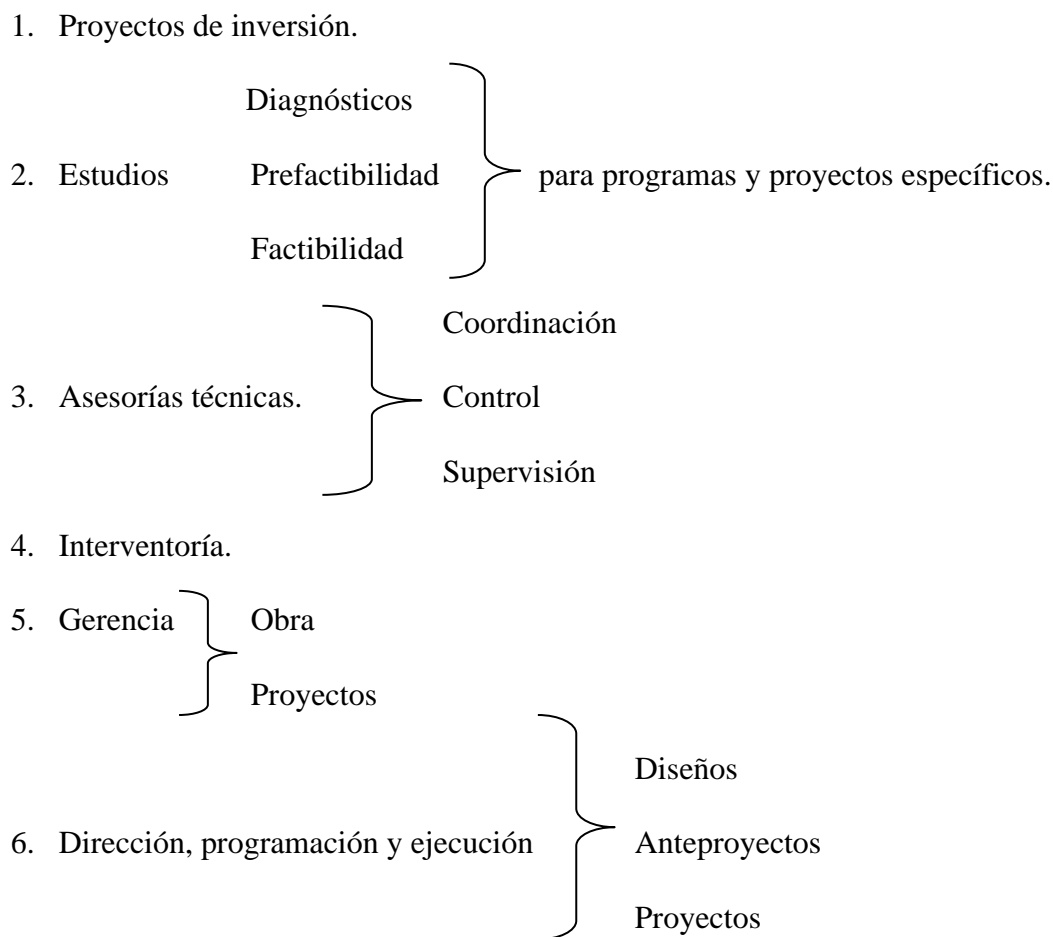 1. Proyectos de inversión.
Diagnósticos
2. Estudios Prefactibilidad para programas y proyectos específicos.
Factibilidad
Coordinación
3. Asesorías técnicas. Control
Supervisión
4. Interventoría.
5. Gerencia Obra
Proyectos
Diseños
6. Dirección, programación y ejecución Anteproyectos
Proyectos